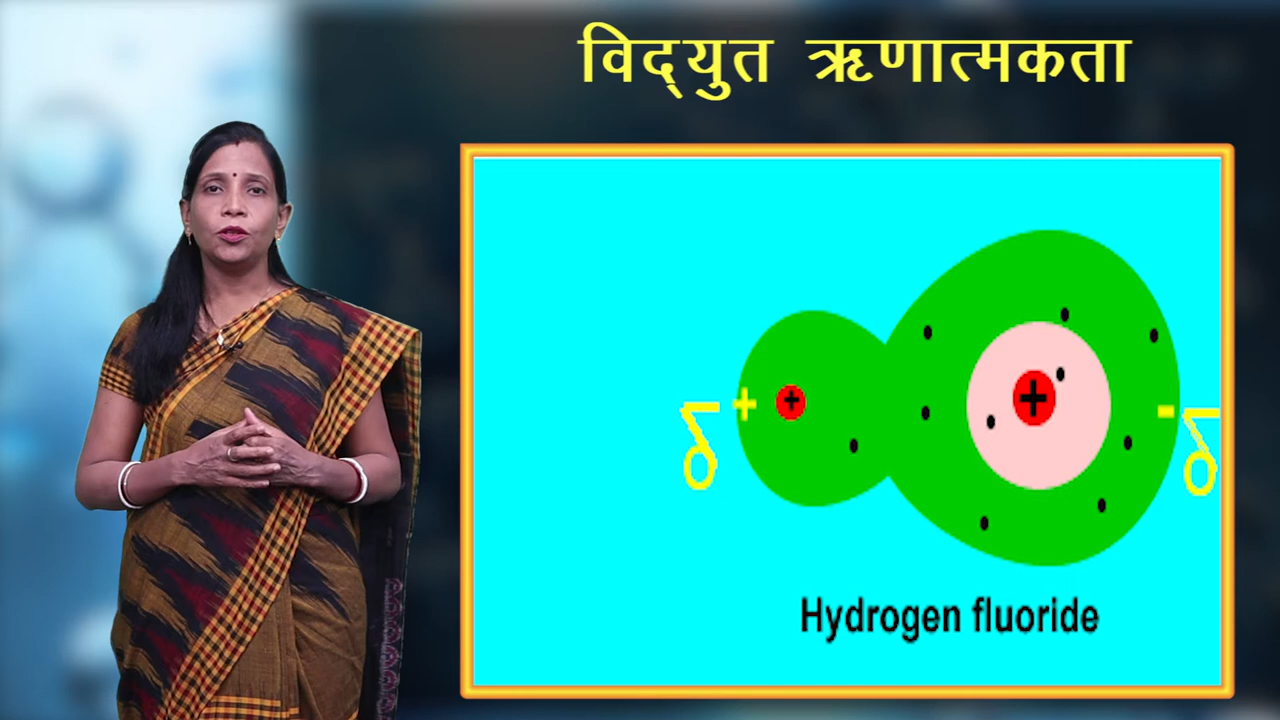 विद्युत ऋणात्मकता
δ+ + + -δ
Hydrogen fluoride